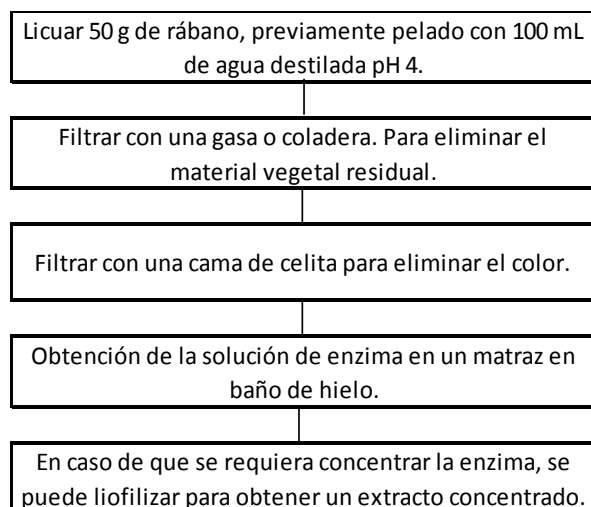 Licuar 50 g de rábano, previamente pelado con 100 mL
de agua destilada pH 4.
Filtrar con una gasa o coladera. Para eliminar el
material vegetal residual.
Filtrar con una cama de celita para eliminar el color.
Obtención de la solución de enzima en un matraz en
baño de hielo.
En caso de que se requiera concentrar la enzima, se
puede liofilizar para obtener un extracto concentrado.